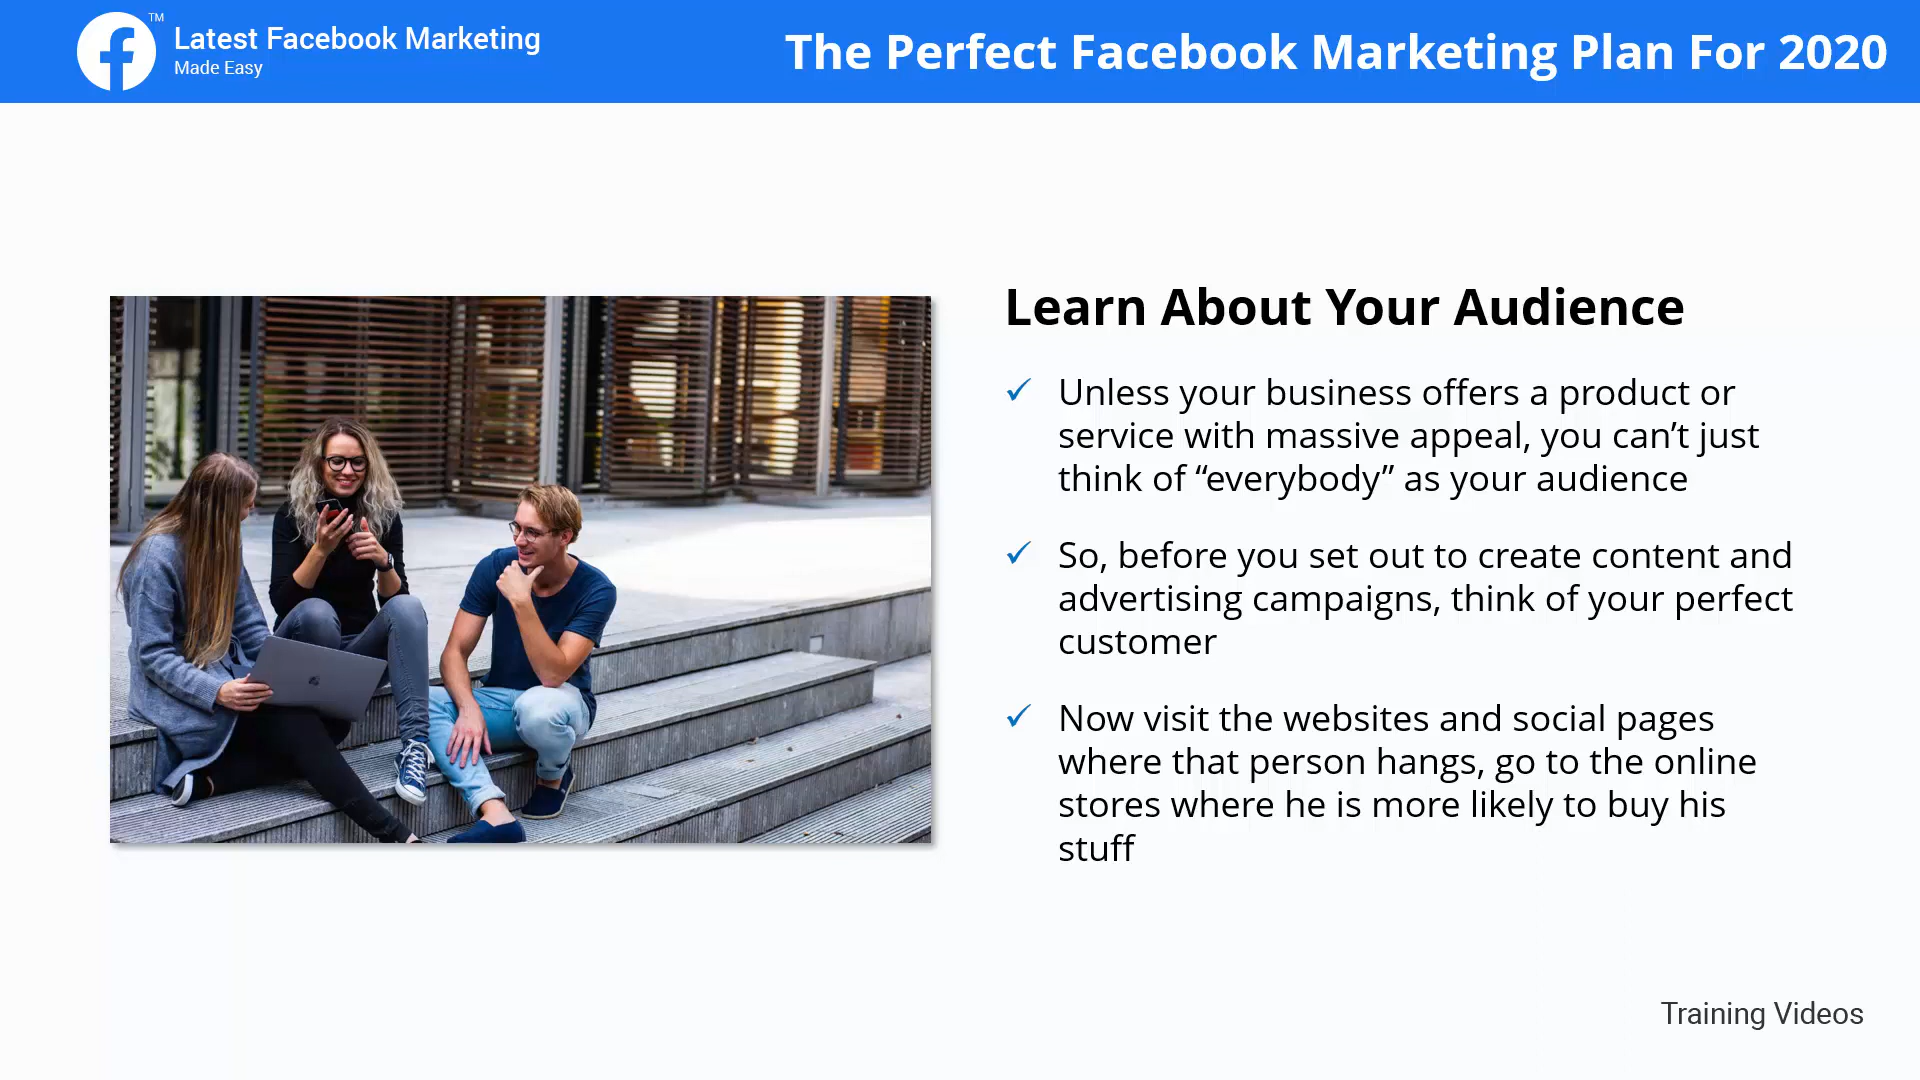 TM
Latest Facebook Marketing
Made Easy
The Perfect Facebook Marketing Plan For 2020
Learn About Your Audience
✓ Unless your business offers a product or
service with massive appeal, you can’t just
think of “everybody” as your audience
✓ So, before you set out to create content and
advertising campaigns, think of your perfect
customer
✓ Now visit the websites and social pages
where that person hangs, go to the online
stores where he is more likely to buy his
stuff
Training Videos